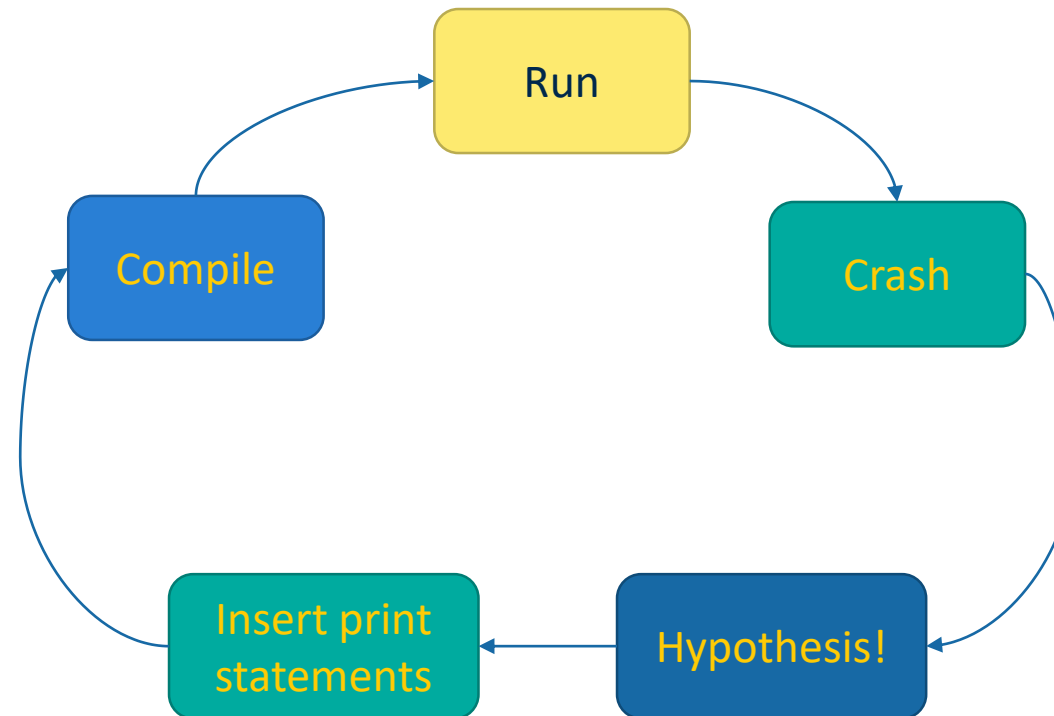 Run
Compile
Crash
Insert print
statements
Hypothesis!